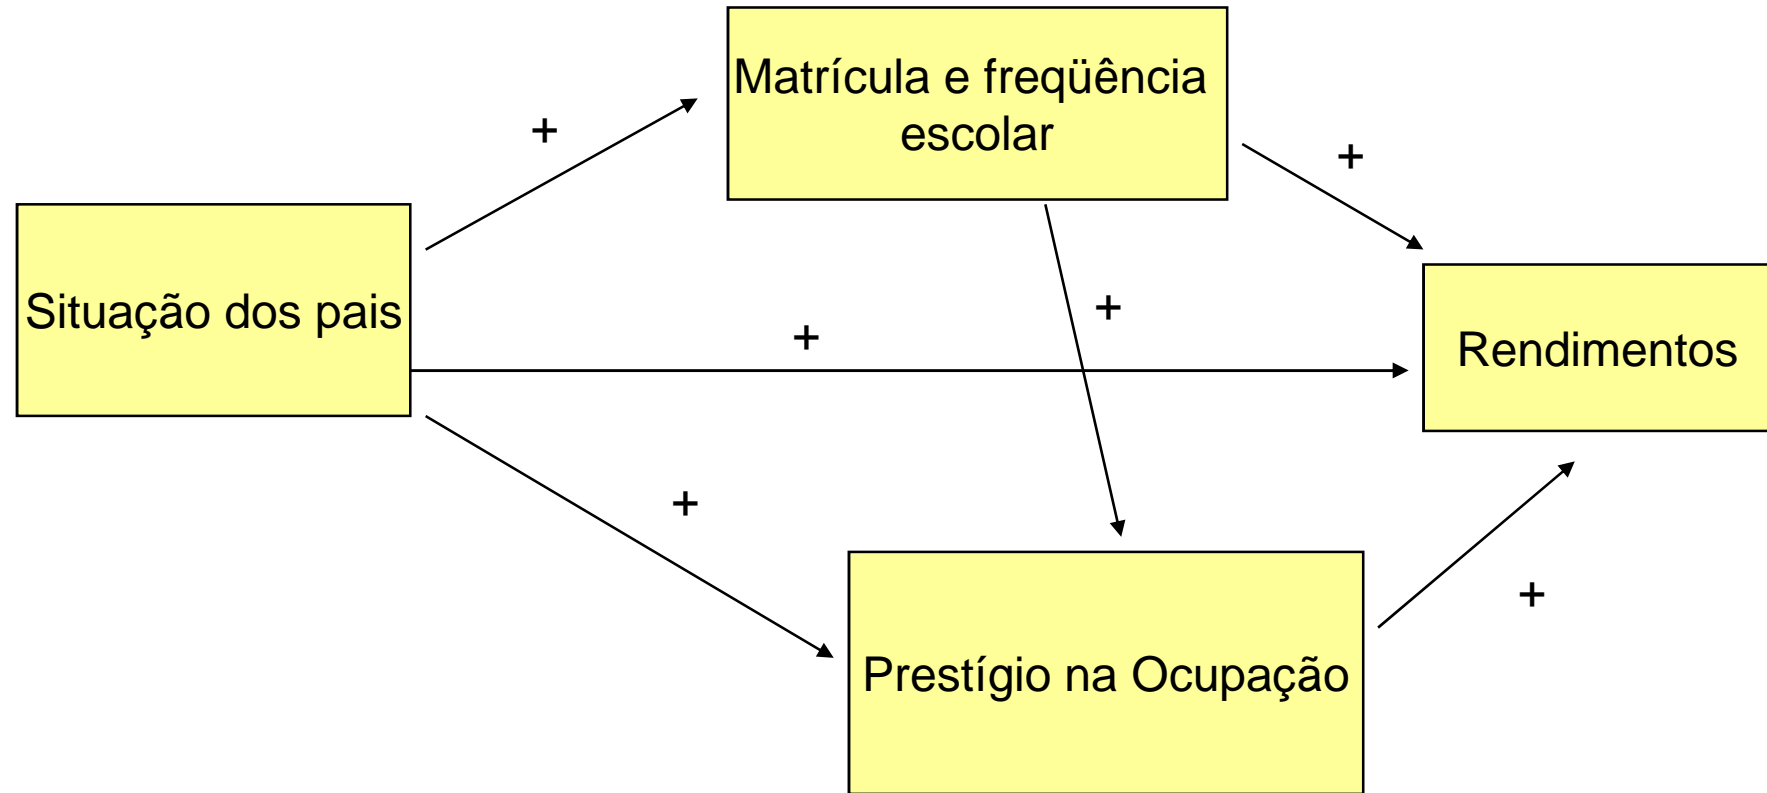 Matrícula e freqüência
escolar
+
+
Situação dos pais
+
+
Rendimentos
+
+
Prestígio na Ocupação